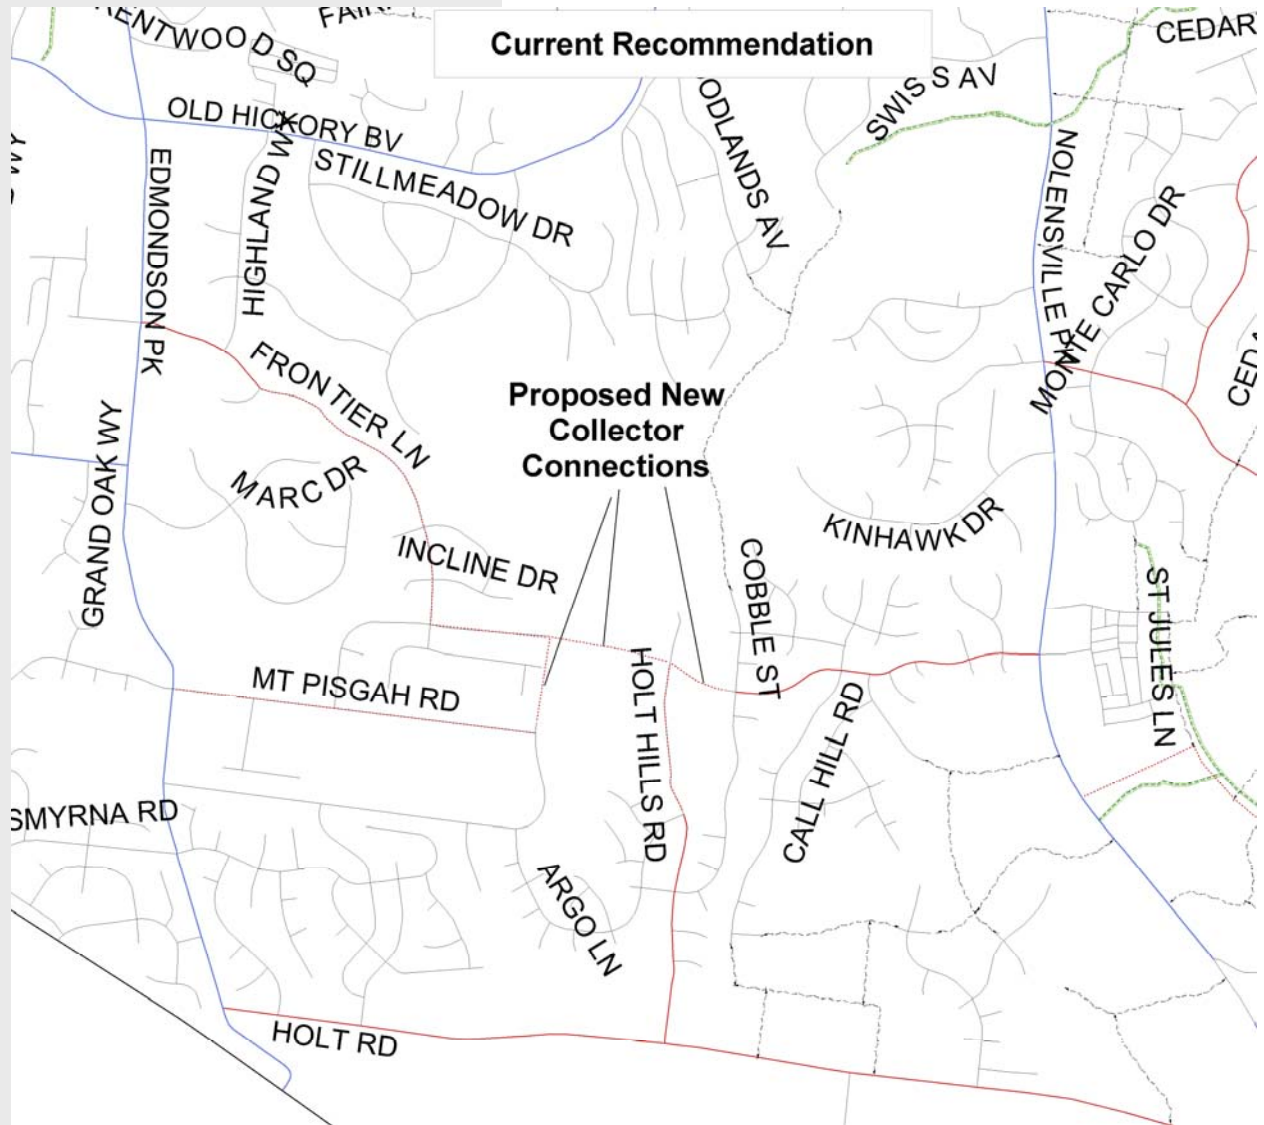 Current Recommendation
CEDAR
SWISS AV
OLD HICKORY BV
STILLMEADOW DR
HIGHLAND WY
EDMONDSON PK
NOLENSVILLE PK
MONTE CARLO DR
FRONTIER LN
Proposed New
Collector
Connections
GRAND OAK WY
MARC DR
INCLINE DR
KINHAWK DR
COBBLE ST
ST JULES LN
MT PISGAH RD
HOLT HILLS RD
CALL HILL RD
SMYRNA RD
ARGO LN
HOLT RD